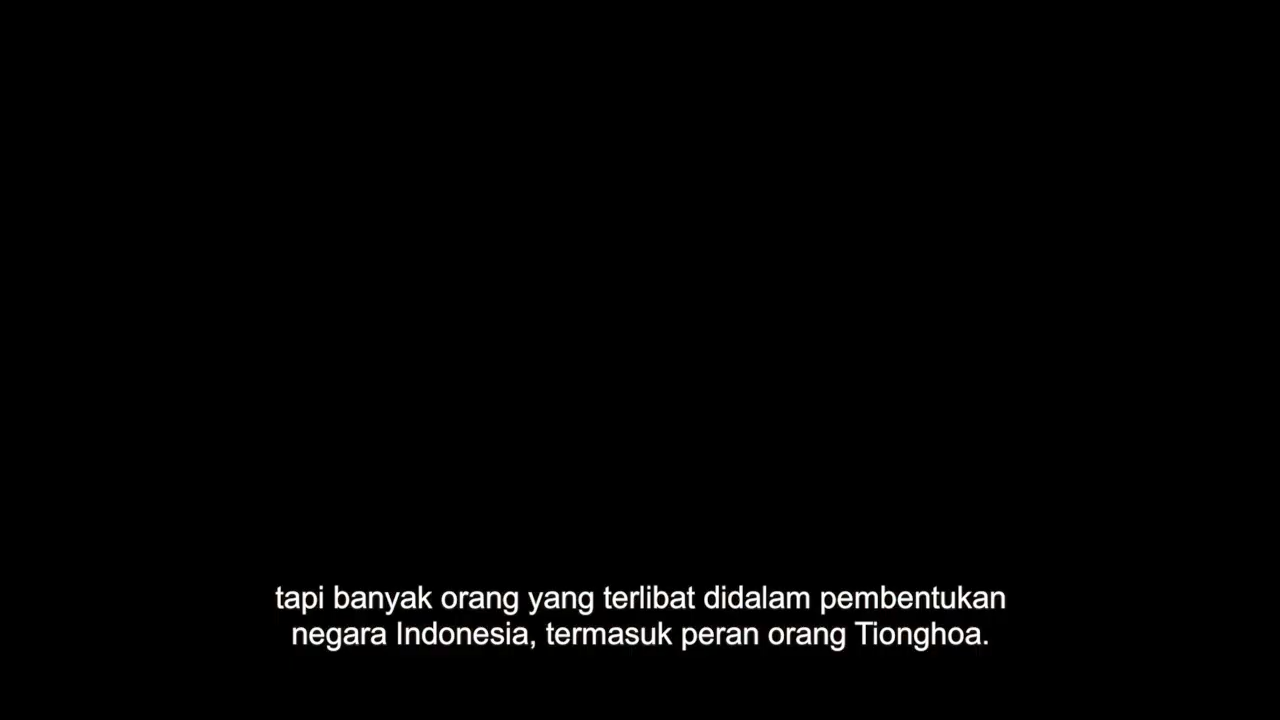 tapi banyak orang yang terlibat didalam pembentukan
negara Indonesia, termasuk peran orang Tionghoa.